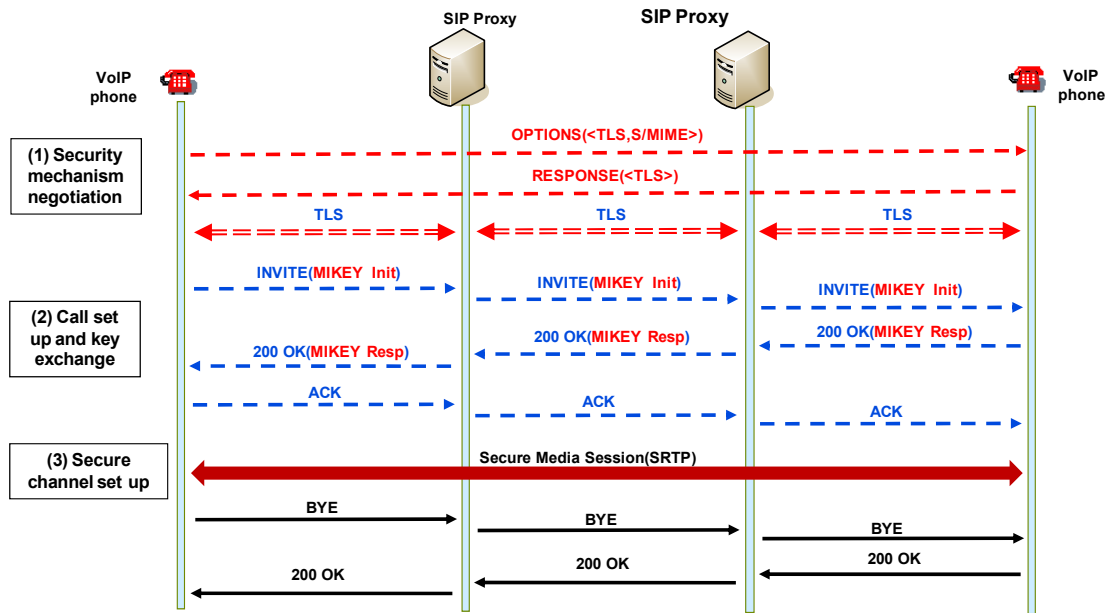 SIP Proxy
SIP Proxy
VoIP
phone
VoIP
phone
OPTIONS(<TLS,S/MIME>)
(1) Security
mechanism
negotiation
RESPONSE(<TLS>)
TLS
TLS
TLS
INVITE(MIKEY Init)
INVITE(MIKEY Init)
INVITE(MIKEY Init)
(2) Call set
up and key
exchange
200 OK(MIKEY Resp)
200 OK(MIKEY Resp)
200 OK(MIKEY Resp)
ACK
ACK
ACK
(3) Secure
channel set up
Secure Media Session(SRTP)
BYE
BYE
BYE
200 OK
200 OK
200 OK